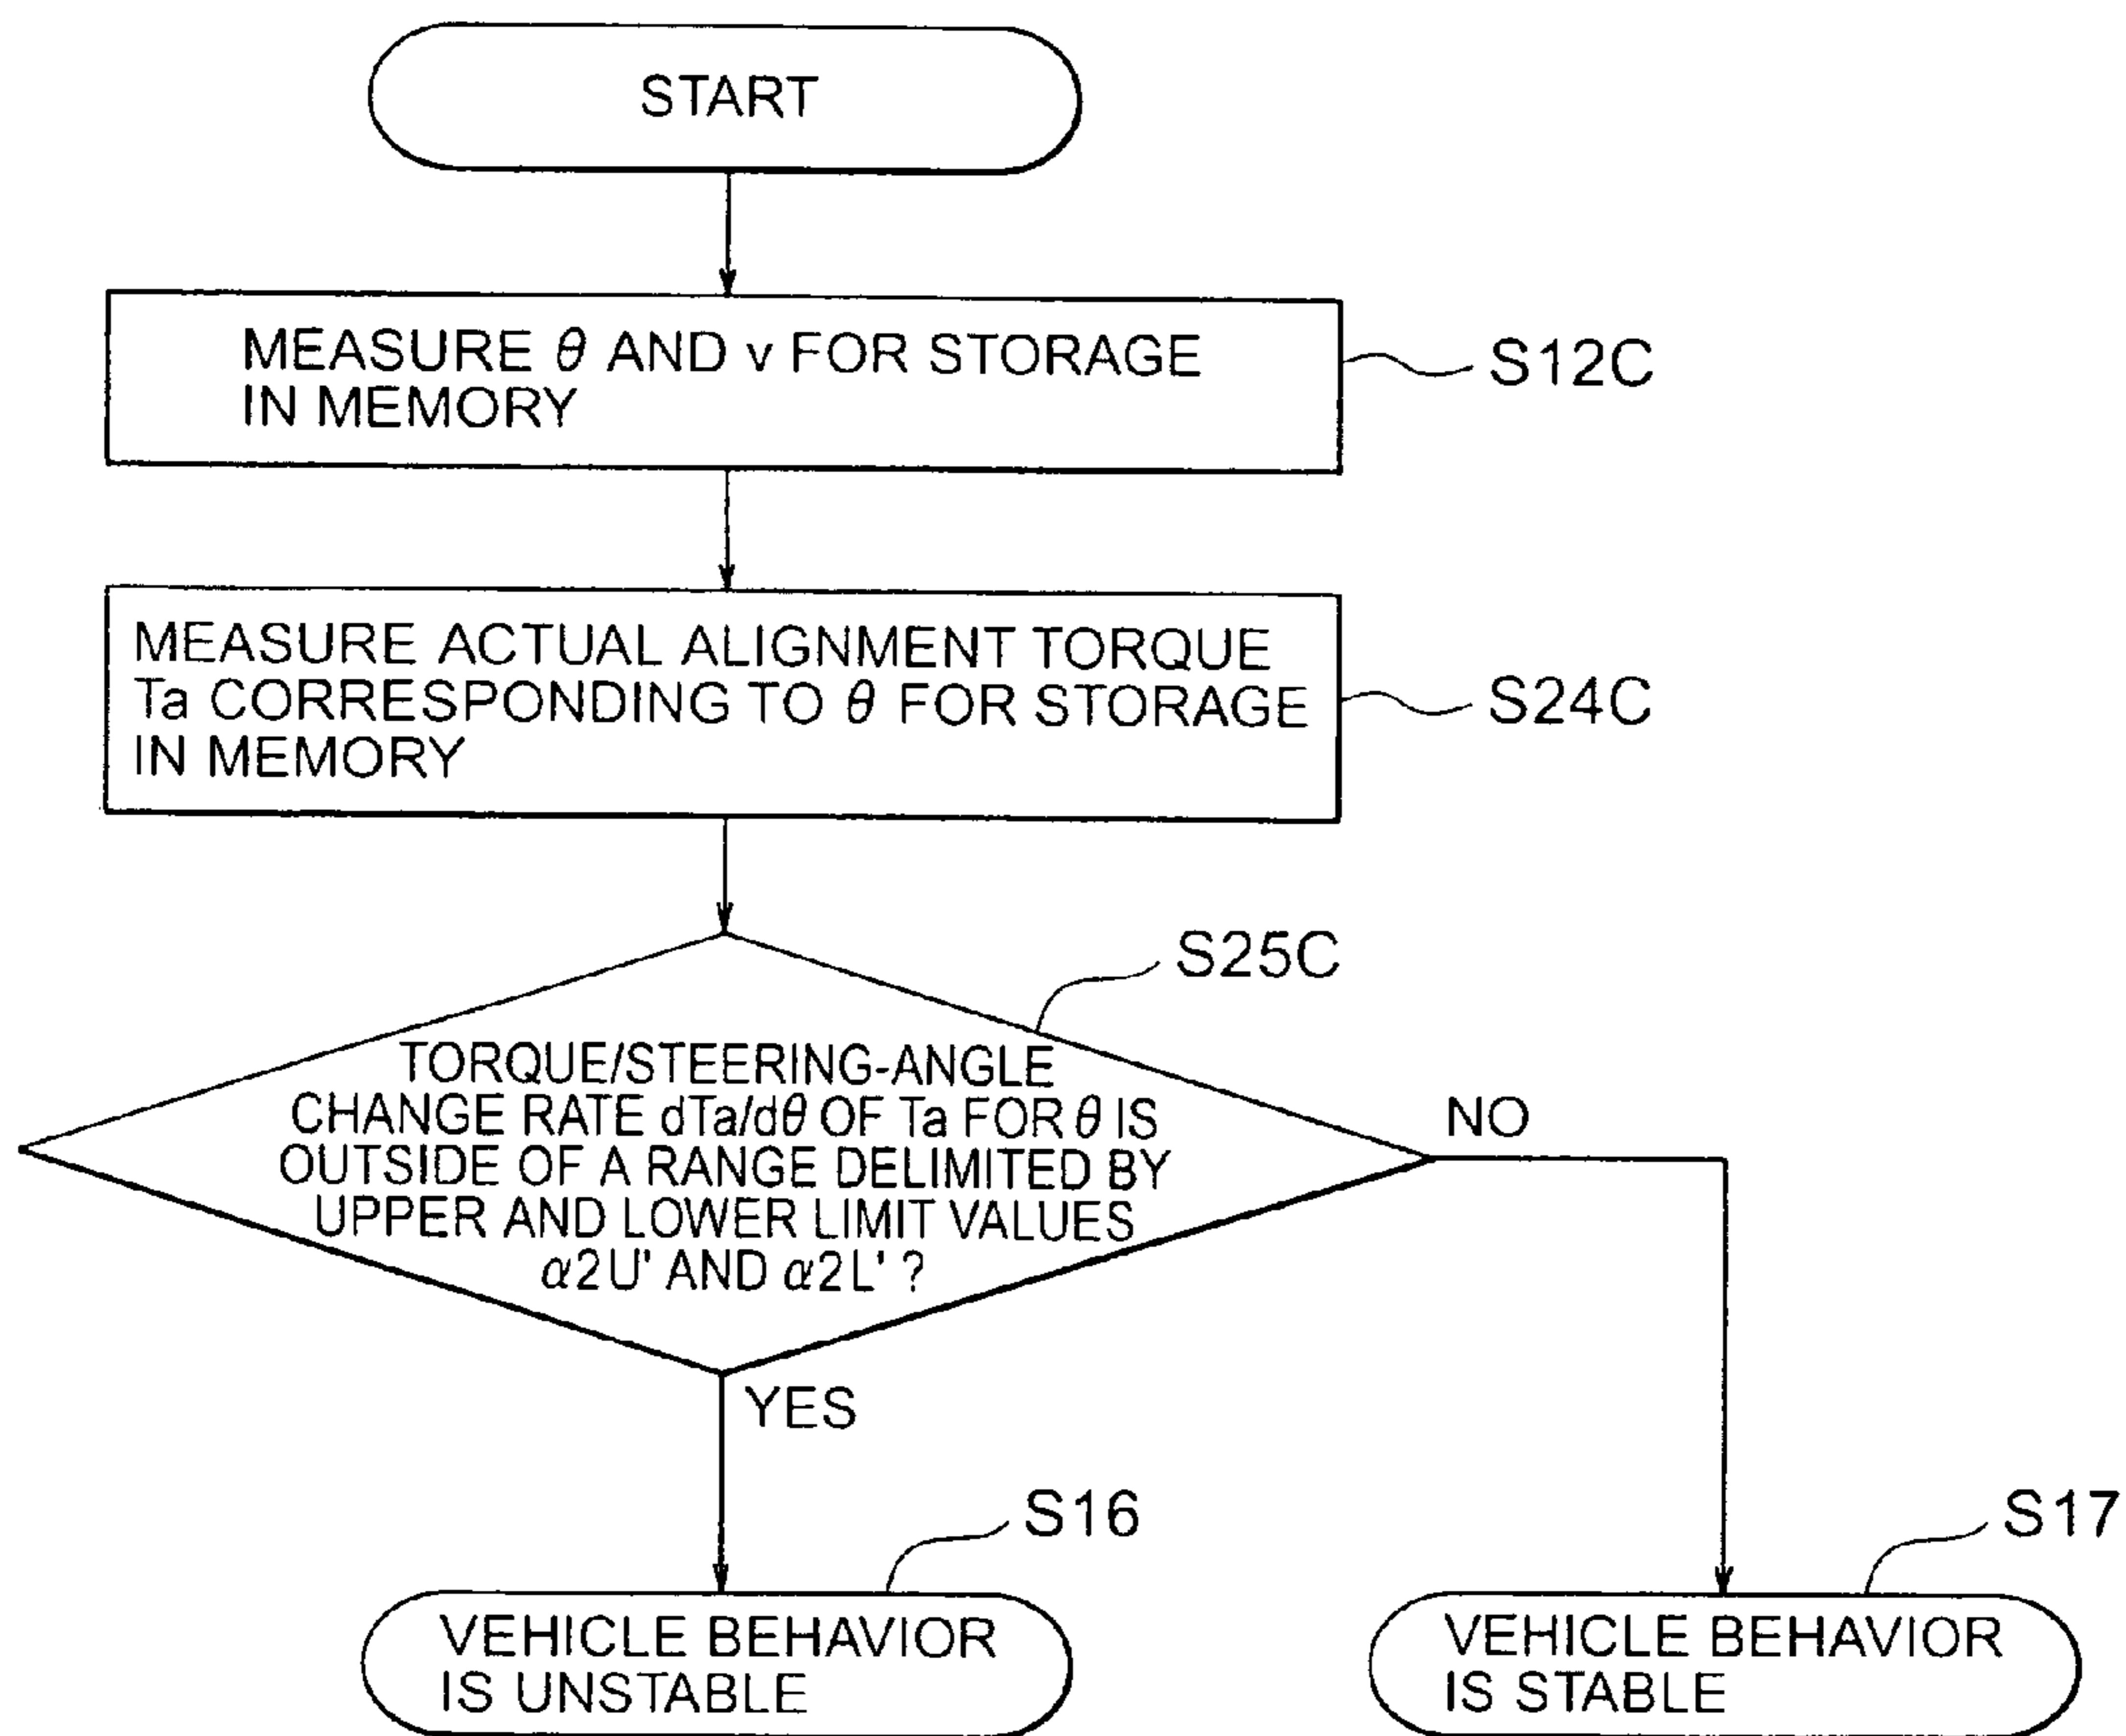 START
MEASURE θ AND v FOR STORAGE
IN MEMORY
S12C
MEASURE ACTUAL ALIGNMENT TORQUE
Ta CORRESPONDING TO θ FOR STORAGE
IN MEMORY
S24C
S25C
TORQUE/STEERING-ANGLE
CHANGE RATE dTa/dθ OF Ta FOR θ IS
OUTSIDE OF A RANGE DELIMITED BY
UPPER AND LOWER LIMIT VALUES
α2U' AND α2L' ?
NO
YES
S16
VEHICLE BEHAVIOR
IS UNSTABLE
S17
VEHICLE BEHAVIOR
IS STABLE